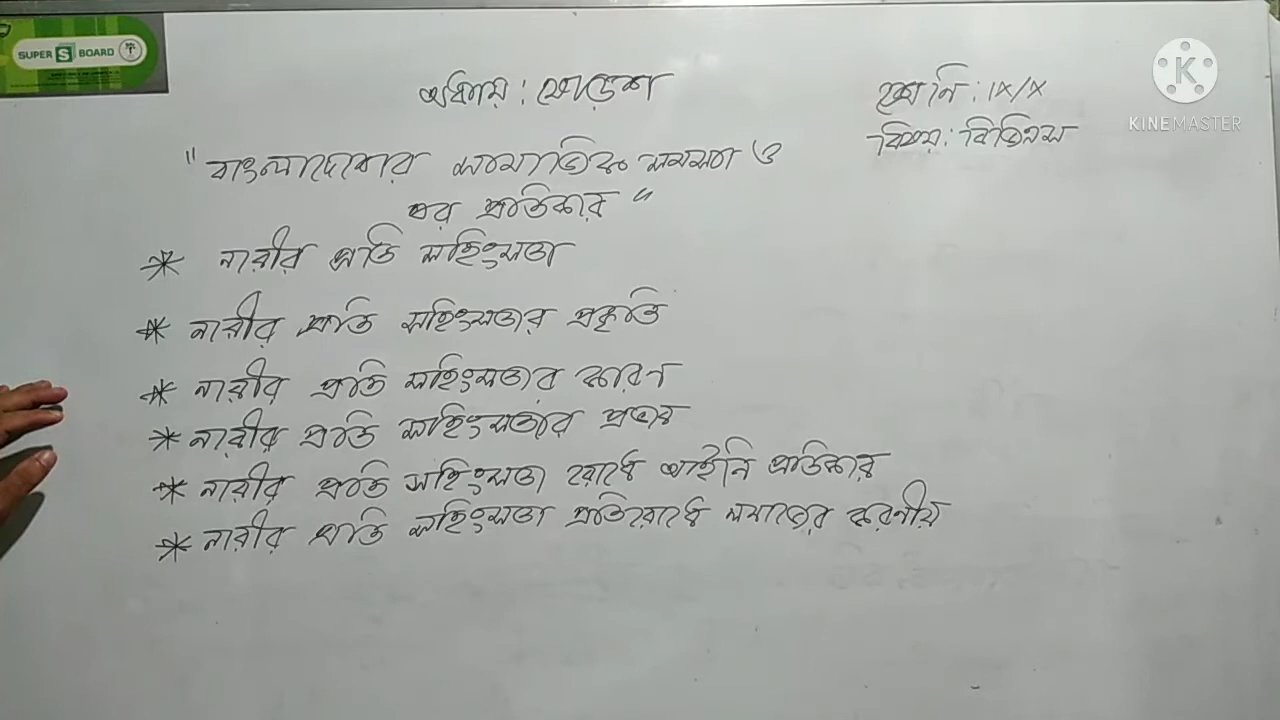 SUPER S BOARD
KINEMASTER
অধ্যায়: ষোড়শ
শ্রেনি: IX/X
বিষয়: বিজিএস
"বাংলাদেশের সামাজিক সমস্যা ও
এর প্রতিকার"
* নারীর প্রতি সহিংসতা
* নারীর প্রতি সহিংসতার প্রকৃতি
* নারীর প্রতি সহিংসতার কারণ
* নারীর প্রতি সহিংসতার প্রভাব
* নারীর প্রতি সহিংসতা রোধে আইনি প্রতিকার
* নারীর প্রতি সহিংসতা প্রতিরোধে সমাজের করণীয়